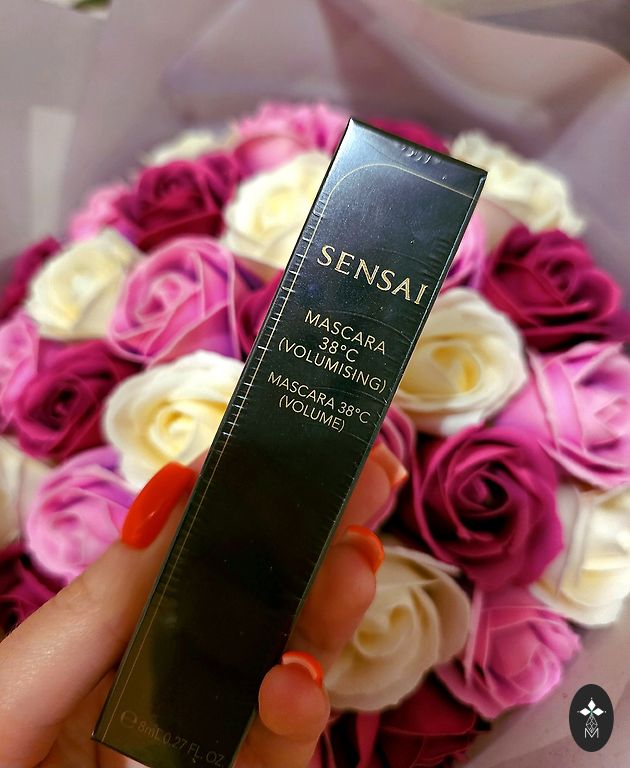 SENSAI
MASCARA
38°C
(VOLUMISING)
MASCARA 38°C
(VOLUME)
℮ 8mL 0.27 FL. OZ.
M